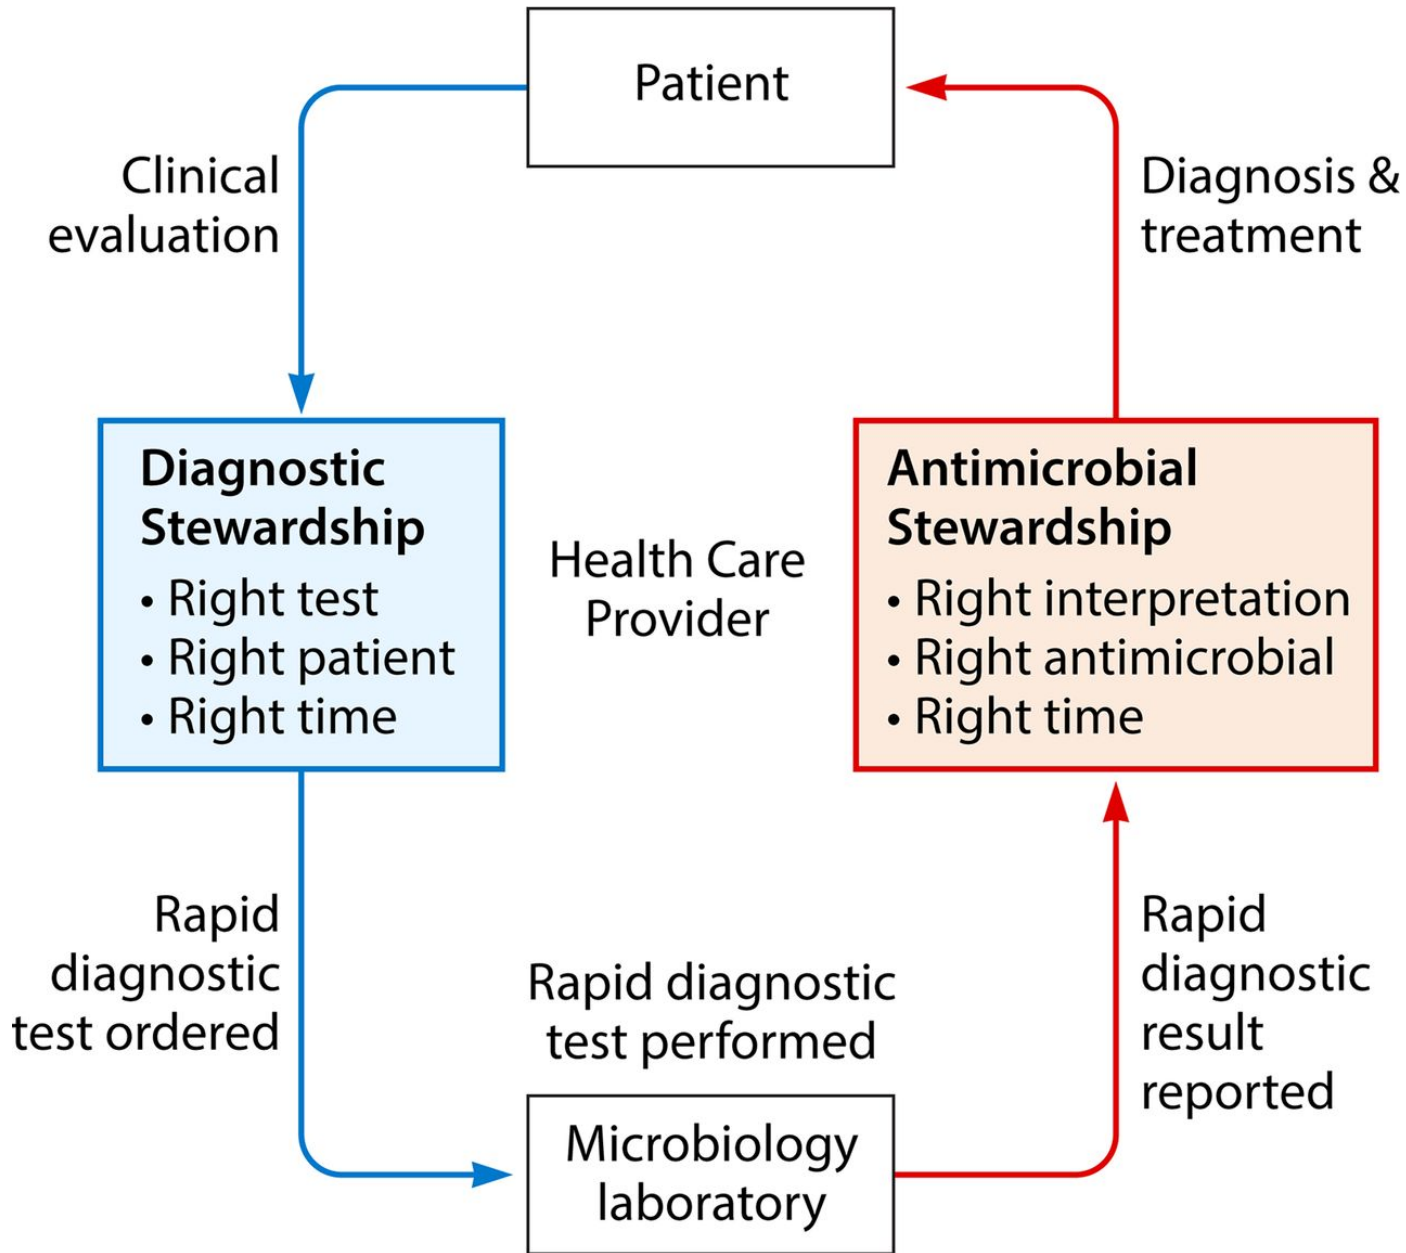 Patient
Clinical
evaluation
Diagnosis &
treatment
Diagnostic
Stewardship
• Right test
• Right patient
• Right time
Health Care
Provider
Antimicrobial
Stewardship
• Right interpretation
• Right antimicrobial
• Right time
Rapid
diagnostic
test ordered
Rapid diagnostic
test performed
Microbiology
laboratory
Rapid
diagnostic
result
reported